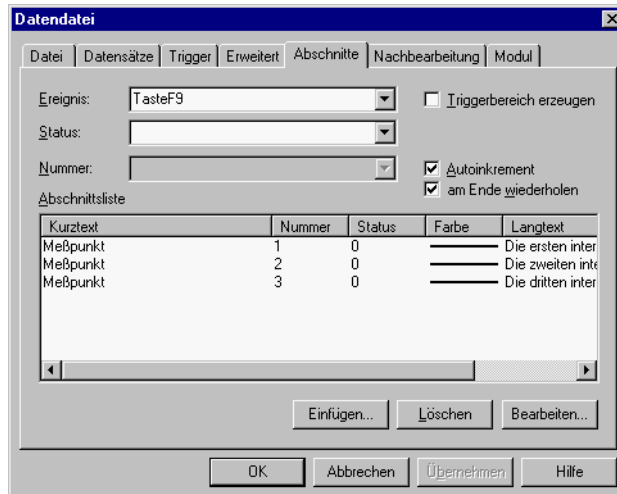 Datendatei
Datei Datensätze Trigger Erweitert Abschnitte Nachbearbeitung Modul
Ereignis: TasteF9 Triggerbereich erzeugen
Status:
Nummer: Autoinkrement
am Ende wiederholen
Abschnittsliste
Kurztext Nummer Status Farbe Langtext
Meßpunkt 1 0 Die ersten inter
Meßpunkt 2 0 Die zweiten inte
Meßpunkt 3 0 Die dritten inter
Einfügen... Löschen Bearbeiten...
OK Abbrechen Übernehmen Hilfe